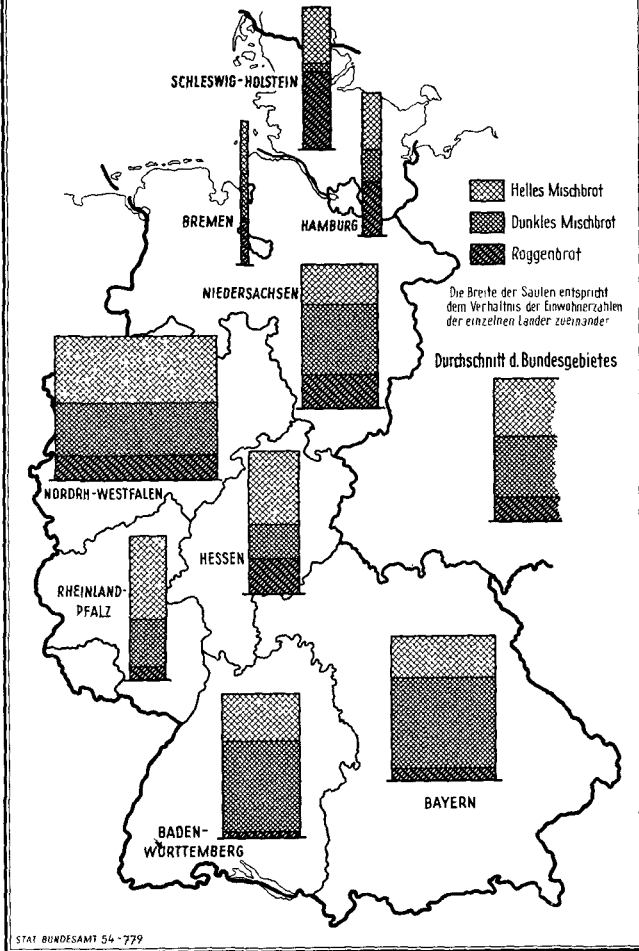 SCHLESWIG-HOLSTEIN
BREMEN
HAMBURG
Helles Mischbrot
Dunkles Mischbrot
Roggenbrot
NIEDERSACHSEN
Die Breite der Säulen entspricht
dem Verhältnis der Einwohnerzahlen
der einzelnen Länder zueinander
Durchschnitt d. Bundesgebietes
NORDRH-WESTFALEN
HESSEN
RHEINLAND-
PFALZ
BAYERN
BADEN-
WÜRTTEMBERG
STAT BUNDESAMT 54-779